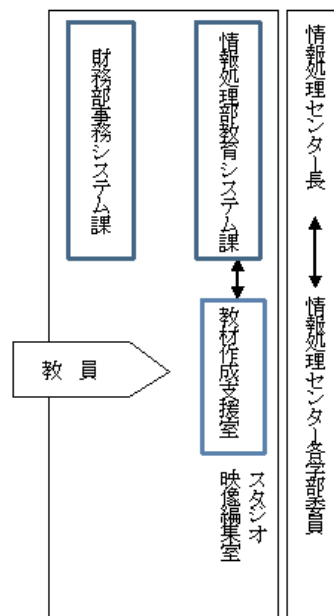 情報処理センター長
情報処理センター各学部委員
情報処理部教育システム課
教材作成支援室
スタジオ
映像編集室
財務部事務システム課
教員